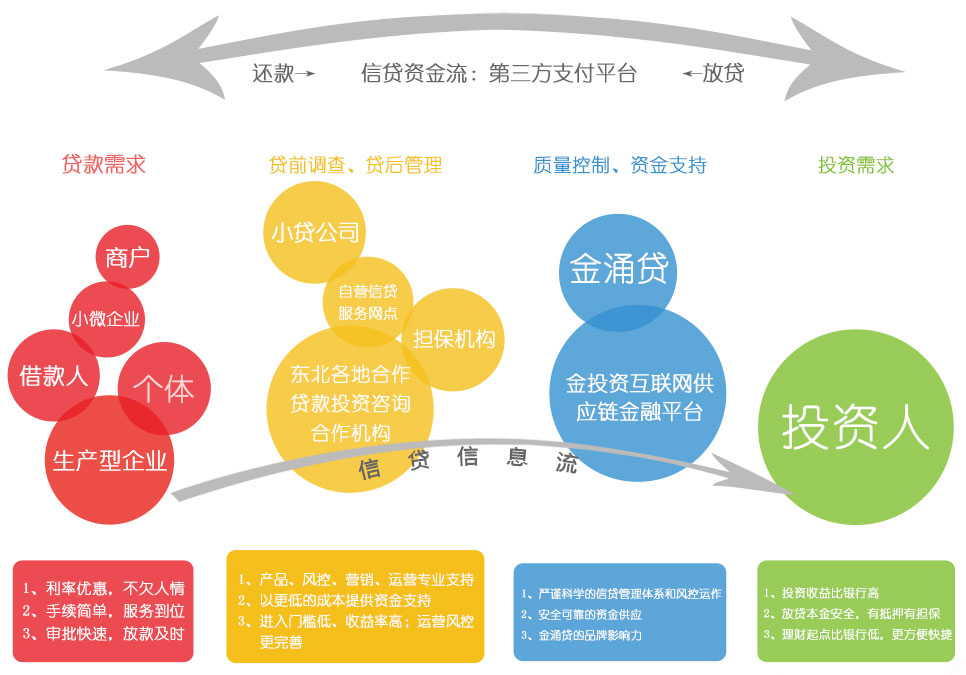 还款→ 信贷资金流：第三方支付平台 ←放贷
贷款需求
商户
小微企业
借款人
个体
生产型企业
1、利率优惠，不欠人情
2、手续简单，服务到位
3、审批快速，放款及时
贷前调查、贷后管理
小贷公司
自营信贷
服务网点
担保机构
东北各地合作
贷款投资咨询
合作机构
1、产品、风控、营销、运营专业支持
2、以更低的成本提供资金支持
3、进入门槛低、收益率高；运营风控
更完善
质量控制、资金支持
金涌贷
金投资互联网供
应链金融平台
1、严谨科学的信贷管理体系和风控运作
2、安全可靠的资金供应
3、金涌贷的品牌影响力
投资需求
投资人
1、投资收益比银行高
2、放贷本金安全，有抵押有担保
3、理财起点比银行低，更方便快捷
信贷信息流